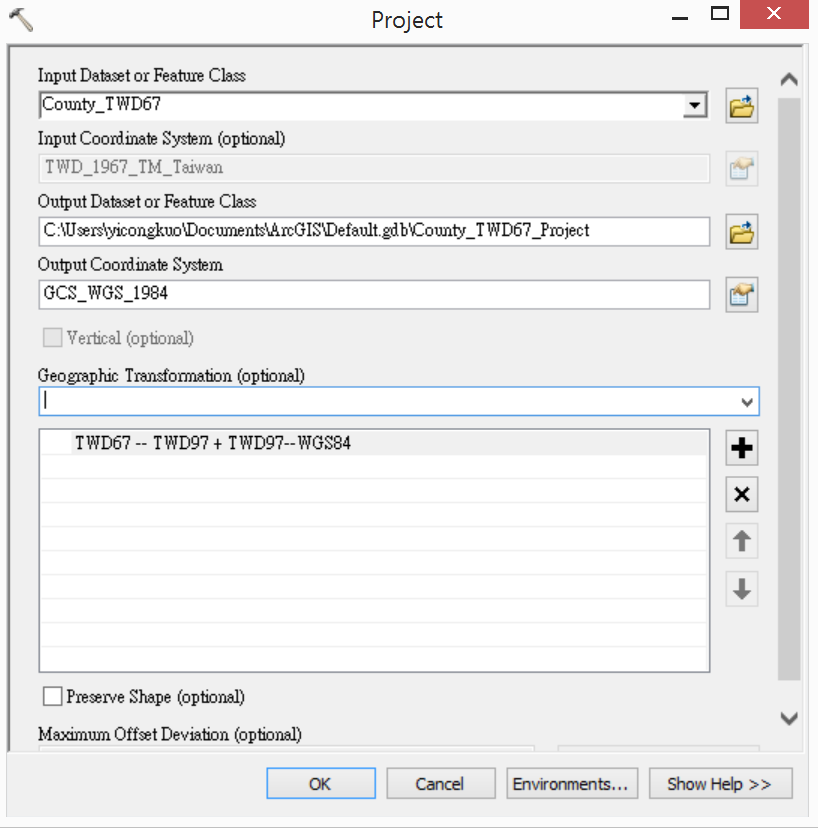 Project
Input Dataset or Feature Class
County_TWD67
Input Coordinate System (optional)
TWD_1967_TM_Taiwan
Output Dataset or Feature Class
C:\Users\yicongkuo\Documents\ArcGIS\Default.gdb\County_TWD67_Project
Output Coordinate System
GCS_WGS_1984
Vertical (optional)
Geographic Transformation (optional)
TWD67 -- TWD97 + TWD97--WGS84
Preserve Shape (optional)
Maximum Offset Deviation (optional)
OK Cancel Environments... Show Help >>